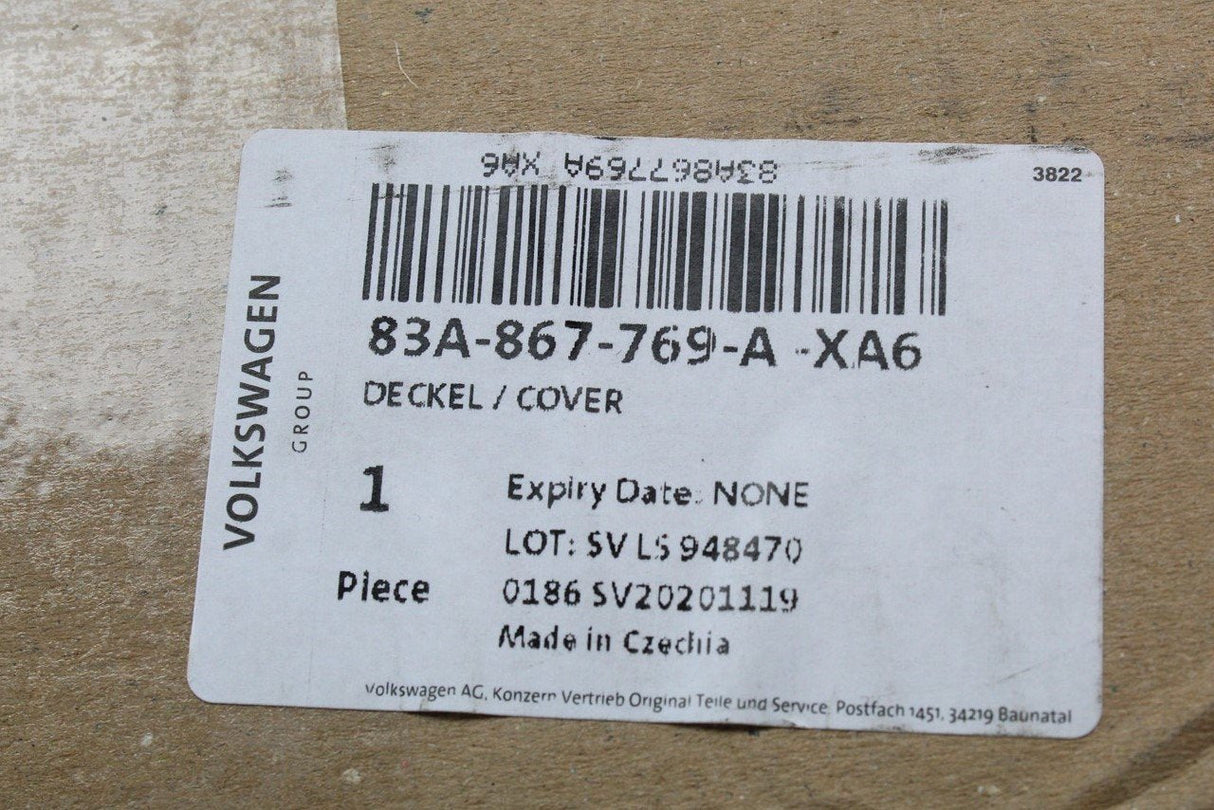 83A867769A XA6
3822
83A-867-769-A -XA6
DECKEL / COVER
VOLKSWAGEN
GROUP
1
Piece
Expiry Date: NONE
LOT: SV LS 948470
0186 SV20201119
Made in Czechia
Volkswagen AG, Konzern Vertrieb Original Teile und Service, Postfach 1451, 34219 Baunatal